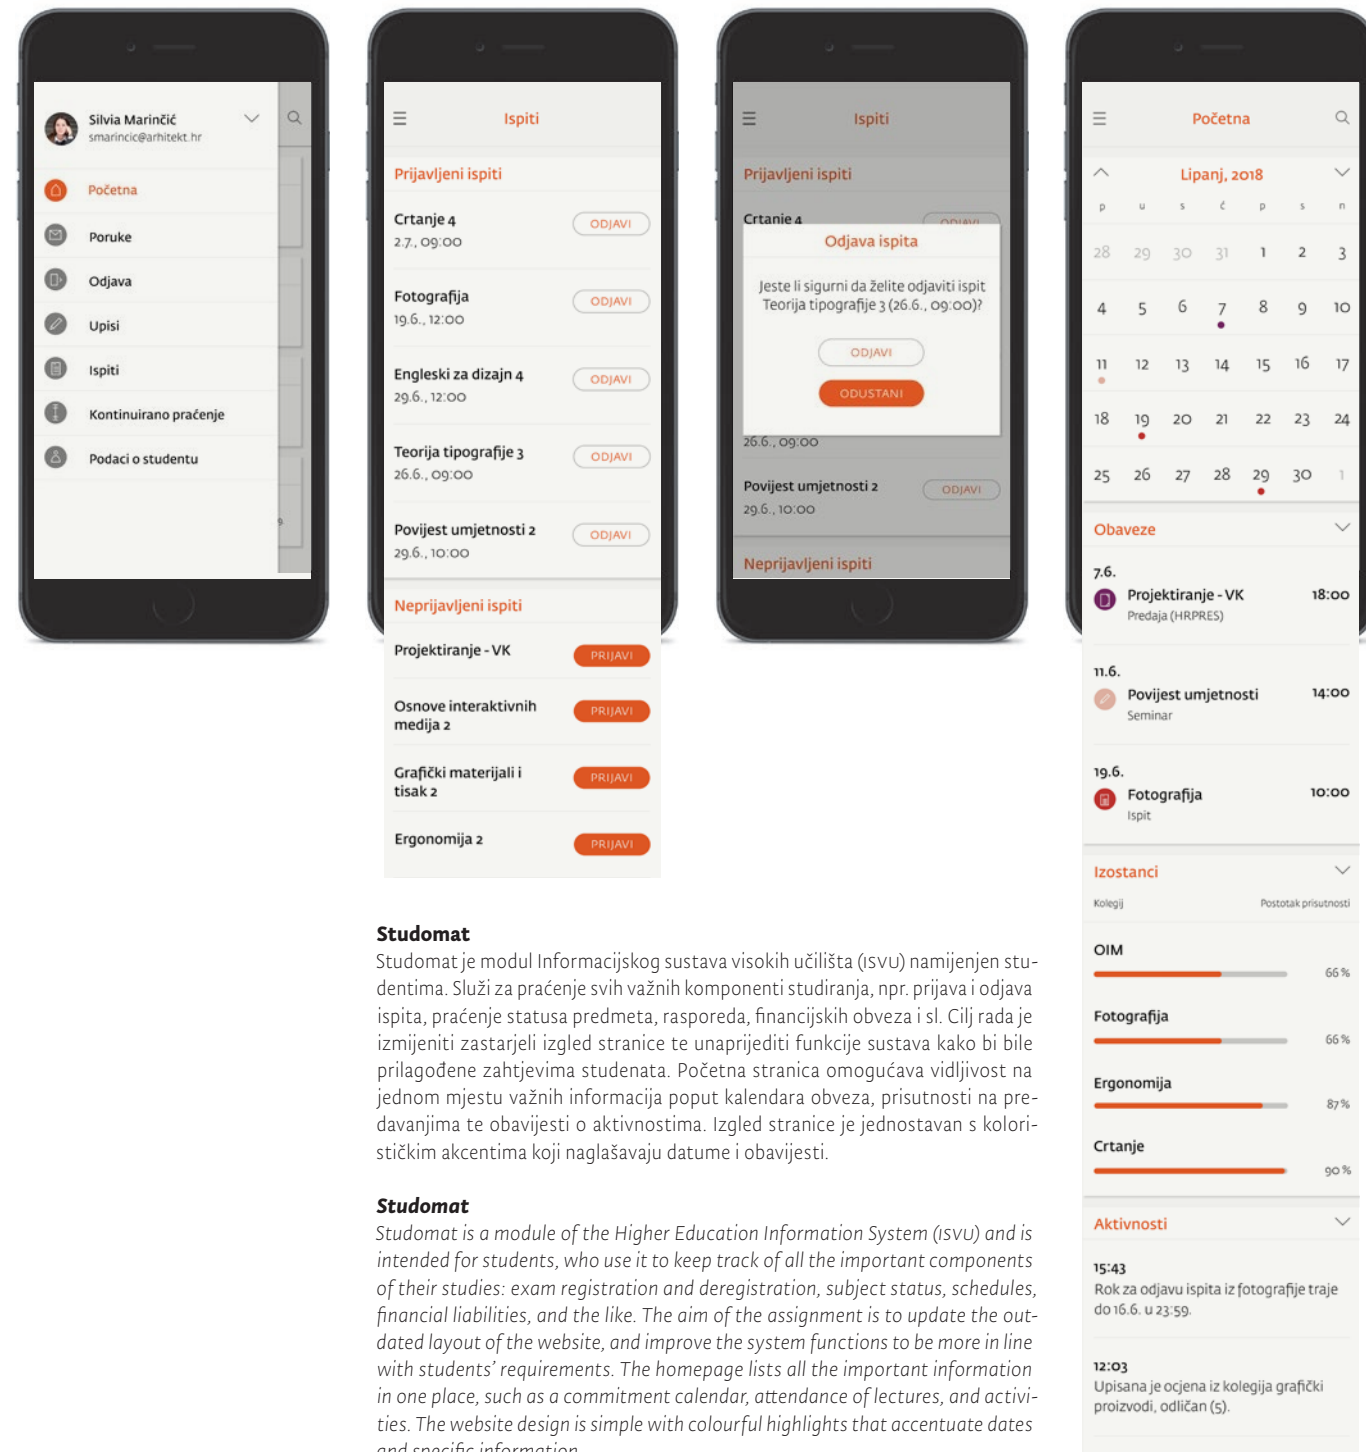 Silvia Marinčić
smarincic@arhitekt.hr
Početna
Poruke
Odjava
Upisi
Ispiti
Kontinuirano praćenje
Podaci o studentu
9
Ispiti
Prijavljeni ispiti
Crtanje 4
2.7., 09:00
ODJAVI
Fotografija
19.6., 12:00
ODJAVI
Engleski za dizajn 4
29.6., 12:00
ODJAVI
Teorija tipografije 3
26.6., 09:00
ODJAVI
Povijest umjetnosti 2
29.6., 10:00
ODJAVI
Neprijavljeni ispiti
Projektiranje - VK
PRIJAVI
Osnove interaktivnih
medija 2
PRIJAVI
Grafički materijali i
tisak 2
PRIJAVI
Ergonomija 2
PRIJAVI
Ispiti
Prijavljeni ispiti
Crtanje 4
ODJAVI
Odjava ispita
Jeste li sigurni da želite odjaviti ispit
Teorija tipografije 3 (26.6., 09:00)?
ODJAVI
ODUSTANI
26.6., 09:00
Povijest umjetnosti 2
29.6., 10:00
ODJAVI
Neprijavljeni ispiti
Početna
Lipanj, 2018
p u s č p s n
28 29 30 31 1 2 3
4 5 6 7 8 9 10
11 12 13 14 15 16 17
18 19 20 21 22 23 24
25 26 27 28 29 30 1
Obaveze
7.6.
Projektiranje - VK 18:00
Predaja (HRPRES)
11.6.
Povijest umjetnosti 14:00
Seminar
19.6.
Fotografija 10:00
Ispit
Izostanci
Kolegij Postotak prisutnosti
OIM
66 %
Fotografija
66 %
Ergonomija
87 %
Crtanje
90 %
Aktivnosti
15:43
Rok za odjavu ispita iz fotografije traje
do 16.6. u 23:59.
12:03
Upisana je ocjena iz kolegija grafički
proizvodi, odličan (5).
Studomat
Studomat je modul Informacijskog sustava visokih učilišta (ISVU) namijenjen stu-
dentima. Služi za praćenje svih važnih komponenti studiranja, npr. prijava i odjava
ispita, praćenje statusa predmeta, rasporeda, financijskih obveza i sl. Cilj rada je
izmijeniti zastarjeli izgled stranice te unaprijediti funkcije sustava kako bi bile
prilagođene zahtjevima studenata. Početna stranica omogućava vidljivost na
jednom mjestu važnih informacija poput kalendara obveza, prisutnosti na pre-
davanjima te obavijesti o aktivnostima. Izgled stranice je jednostavan s kolori-
stičkim akcentima koji naglašavaju datume i obavijesti.
Studomat
Studomat is a module of the Higher Education Information System (ISVU) and is
intended for students, who use it to keep track of all the important components
of their studies: exam registration and deregistration, subject status, schedules,
financial liabilities, and the like. The aim of the assignment is to update the out-
dated layout of the website, and improve the system functions to be more in line
with students' requirements. The homepage lists all the important information
in one place, such as a commitment calendar, attendance of lectures, and activi-
ties. The website design is simple with colourful highlights that accentuate dates
and specific information.